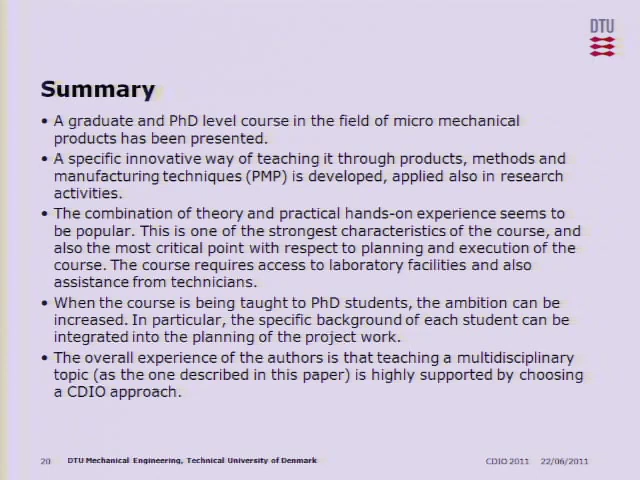 DTU
Summary
• A graduate and PhD level course in the field of micro mechanical
products has been presented.
• A specific innovative way of teaching it through products, methods and
manufacturing techniques (PMP) is developed, applied also in research
activities.
• The combination of theory and practical hands-on experience seems to
be popular. This is one of the strongest characteristics of the course, and
also the most critical point with respect to planning and execution of the
course. The course requires access to laboratory facilities and also
assistance from technicians.
• When the course is being taught to PhD students, the ambition can be
increased. In particular, the specific background of each student can be
integrated into the planning of the project work.
• The overall experience of the authors is that teaching a multidisciplinary
topic (as the one described in this paper) is highly supported by choosing
a CDIO approach.
20 DTU Mechanical Engineering, Technical University of Denmark CDIO 2011 22/06/2011